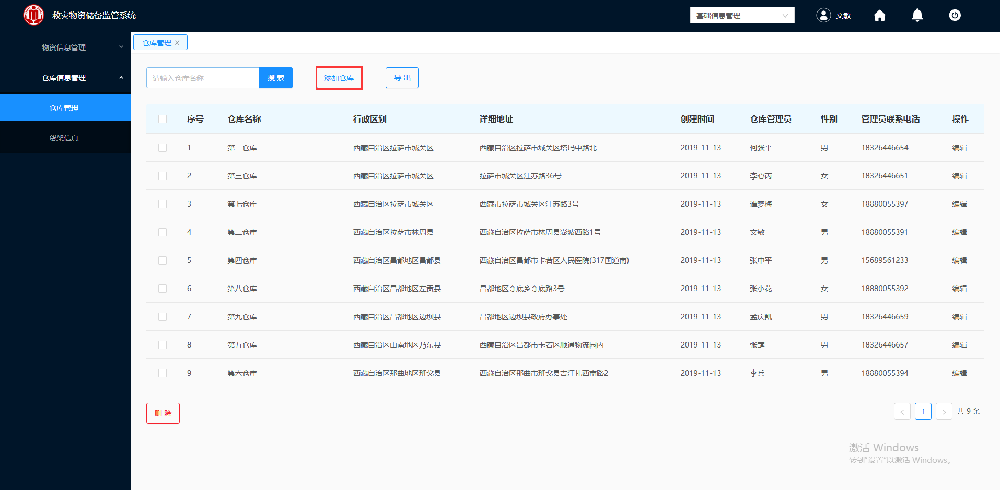 救灾物资储备监管系统
基础信息管理
文敏
物资信息管理
仓库信息管理
仓库管理
货架信息
仓库管理
请输入仓库名称 搜 索 添加仓库 导 出
序号 仓库名称 行政区划 详细地址 创建时间 仓库管理员 性别 管理员联系电话 操作
1 第一仓库 西藏自治区拉萨市城关区 西藏自治区拉萨市城关区塔玛中路北 2019-11-13 何张平 男 18326446654 编辑
2 第三仓库 西藏自治区拉萨市城关区 拉萨市城关区江苏路36号 2019-11-13 李心芮 女 18326446651 编辑
3 第七仓库 西藏自治区拉萨市城关区 西藏市拉萨市城关区江苏路3号 2019-11-13 谭梦梅 女 18880055397 编辑
4 第二仓库 西藏自治区拉萨市林周县 西藏自治区拉萨市林周县澎波西路1号 2019-11-13 文敏 男 18880055391 编辑
5 第四仓库 西藏自治区昌都地区昌都县 西藏自治区昌都市卡若区人民医院(317国道南) 2019-11-13 张中平 男 15689561233 编辑
6 第八仓库 西藏自治区昌都地区左贡县 昌都地区夺底乡夺底路3号 2019-11-13 张小花 女 18880055392 编辑
7 第九仓库 西藏自治区昌都地区边坝县 昌都地区边坝县政府办事处 2019-11-13 孟庆凯 男 18326446659 编辑
8 第五仓库 西藏自治区山南地区乃东县 西藏自治区昌都市卡若区顺通物流园内 2019-11-13 张 男 18326446657 编辑
9 第六仓库 西藏自治区那曲地区班戈县 西藏自治区那曲市班戈县吉江扎西南路2 2019-11-13 李兵 男 18880055394 编辑
删 除
1 共 9 条
激活 Windows
转到“设置”以激活 Windows。